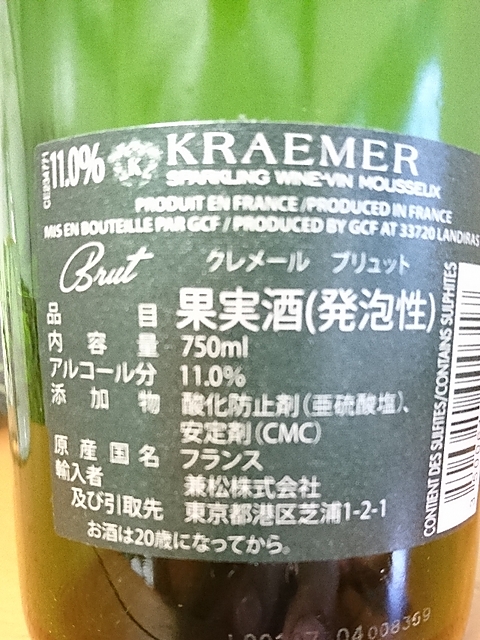 11.0% KRAEMER
SPARKLING WINE-VIN MOUSSEUX
PRODUIT EN FRANCE/PRODUCED IN FRANCE
MIS EN BOUTEILLE PAR GCF / PRODUCED BY GCF AT 33720 LANDIRAS
Brut クレメール ブリュット
品目 果実酒(発泡性)
内容量 750ml
アルコール分 11.0%
添加物 酸化防止剤(亜硫酸塩)、
安定剤(CMC)
原産国名 フランス
輸入者 兼松株式会社
及び引取先 東京都港区芝浦1-2-1
お酒は20歳になってから。
CONTIENT DES SULFITES/CONTAINS SULPHITES
04008369